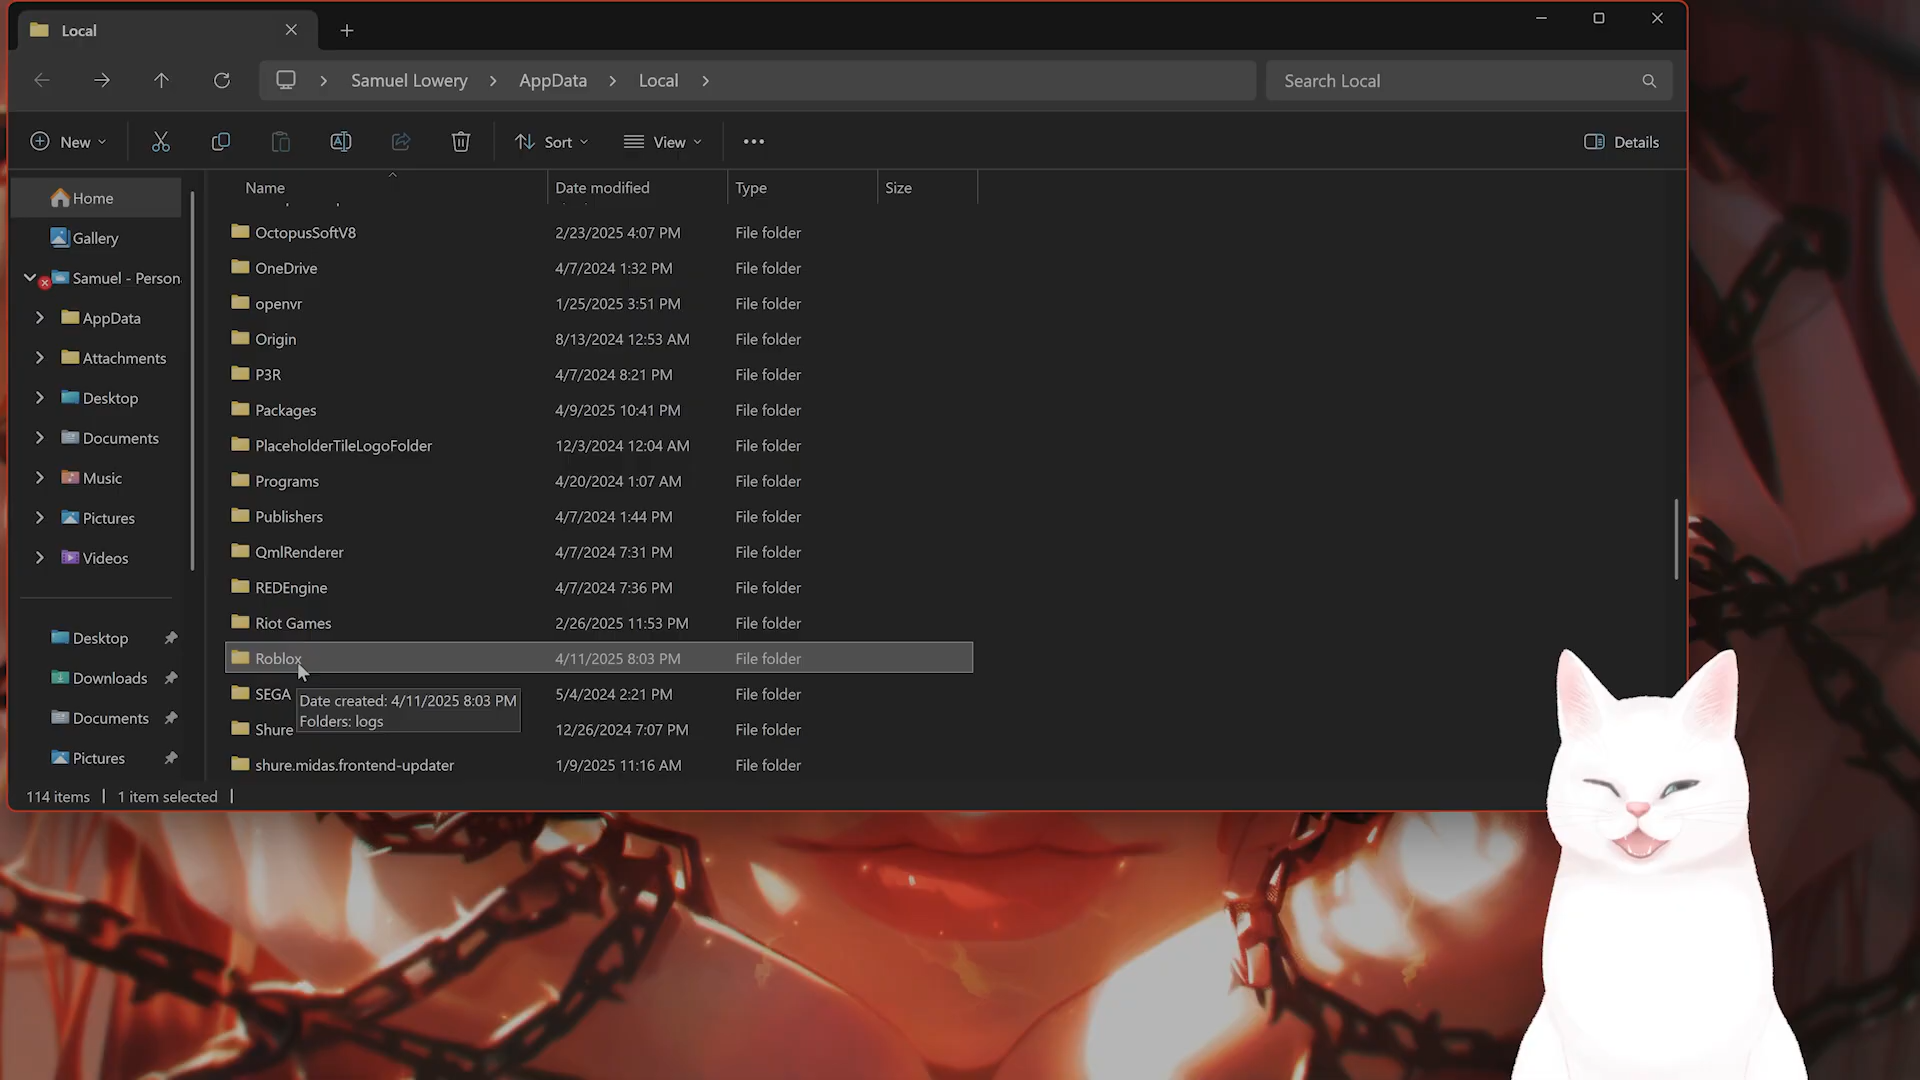 Local
Samuel Lowery
AppData
Local
Search Local
New
Sort
View
Details
Name
Date modified
Type
Size
Home
Gallery
Samuel - Person
AppData
Attachments
Desktop
Documents
Music
Pictures
Videos
Desktop
Downloads
Documents
Pictures
OctopusSoftV8 2/23/2025 4:07 PM File folder
OneDrive 4/7/2024 1:32 PM File folder
openvr 1/25/2025 3:51 PM File folder
Origin 8/13/2024 12:53 AM File folder
P3R 4/7/2024 8:21 PM File folder
Packages 4/9/2025 10:41 PM File folder
PlaceholderTileLogoFolder 12/3/2024 12:04 AM File folder
Programs 4/20/2024 1:07 AM File folder
Publishers 4/7/2024 1:44 PM File folder
QmlRenderer 4/7/2024 7:31 PM File folder
REDEngine 4/7/2024 7:36 PM File folder
Riot Games 2/26/2025 11:53 PM File folder
Roblox 4/11/2025 8:03 PM File folder
SEGA 5/4/2024 2:21 PM File folder
Date created: 4/11/2025 8:03 PM
Folders: logs
Shure 12/26/2024 7:07 PM File folder
shure.midas.frontend-updater 1/9/2025 11:16 AM File folder
114 items
1 item selected